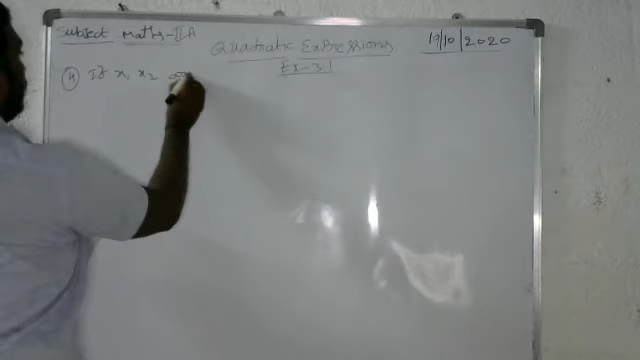 Subject Maths-IIA
Quadratic Expressions
17/10/2020
Ex-3.1
4) If x₁ x₂